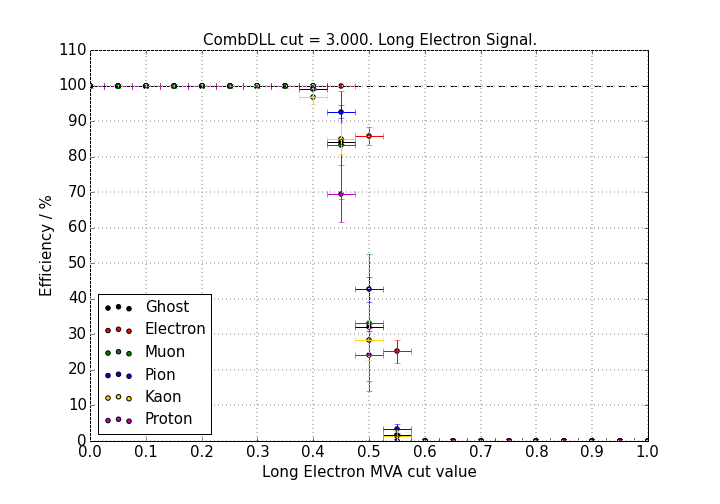 CombDLL cut = 3.000. Long Electron Signal.
110
100
90
80
70
60
50
40
30
20
10
0
Efficiency / %
Ghost
Electron
Muon
Pion
Kaon
Proton
0.0 0.1 0.2 0.3 0.4 0.5 0.6 0.7 0.8 0.9 1.0
Long Electron MVA cut value